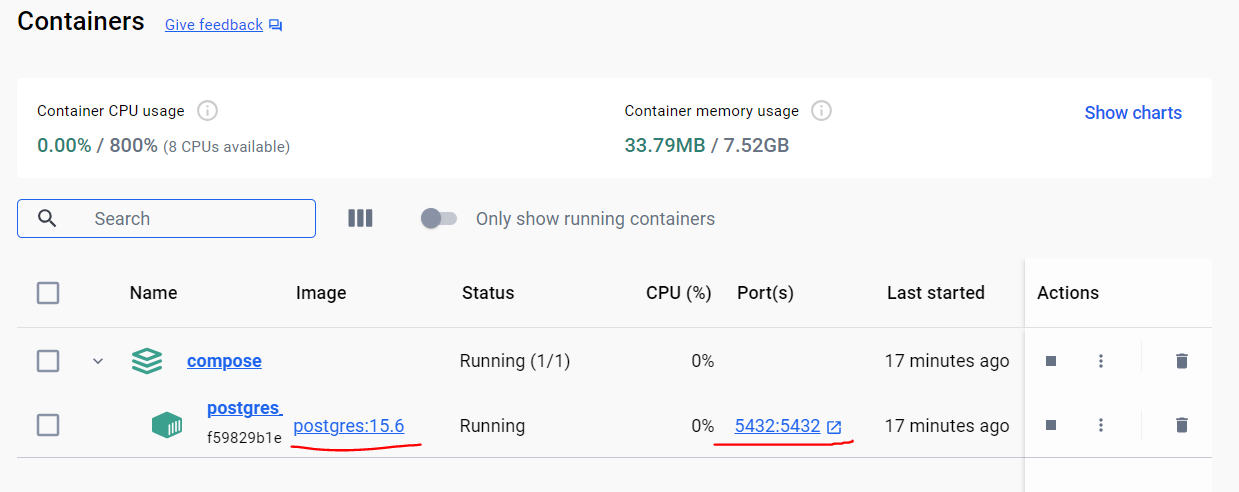 Containers Give feedback
Container CPU usage
0.00% / 800% (8 CPUs available)
Container memory usage
33.79MB / 7.52GB
Show charts
Search
Only show running containers
Name Image Status CPU (%) Port(s) Last started Actions
compose Running (1/1) 0% 17 minutes ago
postgres_
f59829b1e
postgres:15.6 Running 0% 5432:5432 17 minutes ago